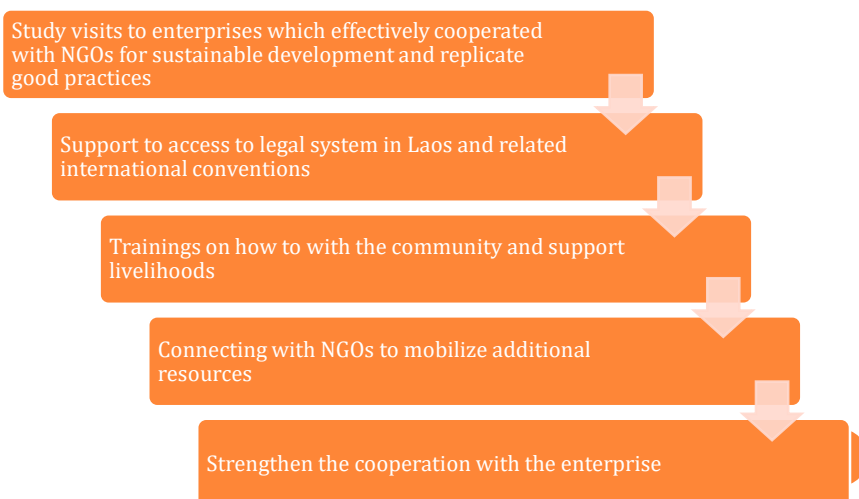 Study visits to enterprises which effectively cooperated
with NGOs for sustainable development and replicate
good practices
Support to access to legal system in Laos and related
international conventions
Trainings on how to with the community and support
livelihoods
Connecting with NGOs to mobilize additional
resources
Strengthen the cooperation with the enterprise